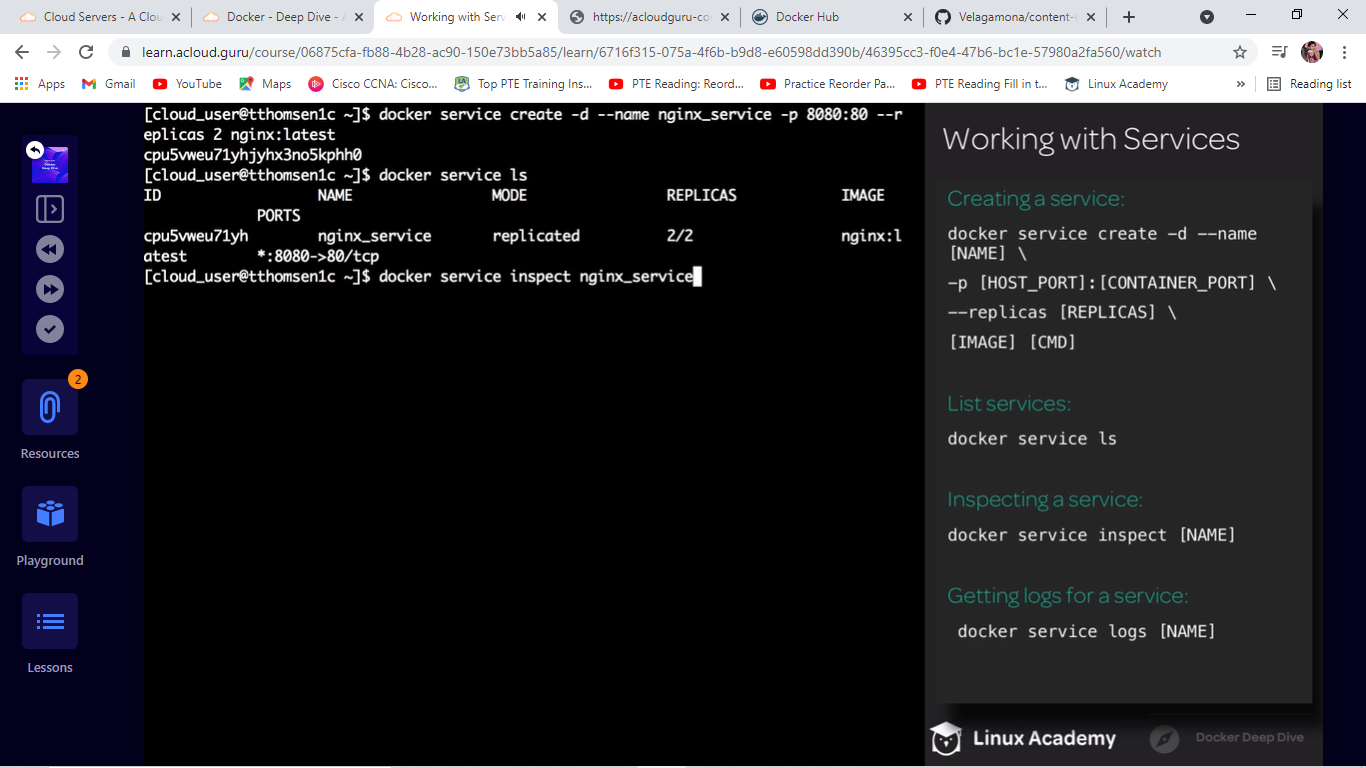 Cloud Servers - A Clou
Docker - Deep Dive - A
Working with Serv
https://acloudguru-co
Docker Hub
Velagamona/content-
learn.acloud.guru/course/06875cfa-fb88-4b28-ac90-150e73bb5a85/learn/6716f315-075a-4f6b-b9d8-e60598dd390b/46395cc3-f0e4-47b6-bc1e-57980a2fa560/watch
Apps
Gmail
YouTube
Maps
Cisco CCNA: Cisco...
Top PTE Training Ins...
PTE Reading: Reord...
Practice Reorder Pa...
PTE Reading Fill in t...
Linux Academy
»
Reading list
2
Resources
Playground
Lessons
[cloud_user@tthomsen1c ~]$ docker service create -d --name nginx_service -p 8080:80 --r
eplicas 2 nginx:latest
cpu5vweu71yhjyhx3no5kphh0
[cloud_user@tthomsen1c ~]$ docker service ls
ID NAME MODE REPLICAS IMAGE
PORTS
cpu5vweu71yh nginx_service replicated 2/2 nginx:l
atest *:8080->80/tcp
[cloud_user@tthomsen1c ~]$ docker service inspect nginx_service
Working with Services
Creating a service:
docker service create -d --name
[NAME] \
-p [HOST_PORT]:[CONTAINER_PORT] \
--replicas [REPLICAS] \
[IMAGE] [CMD]
List services:
docker service ls
Inspecting a service:
docker service inspect [NAME]
Getting logs for a service:
docker service logs [NAME]
Linux Academy
Docker Deep Dive